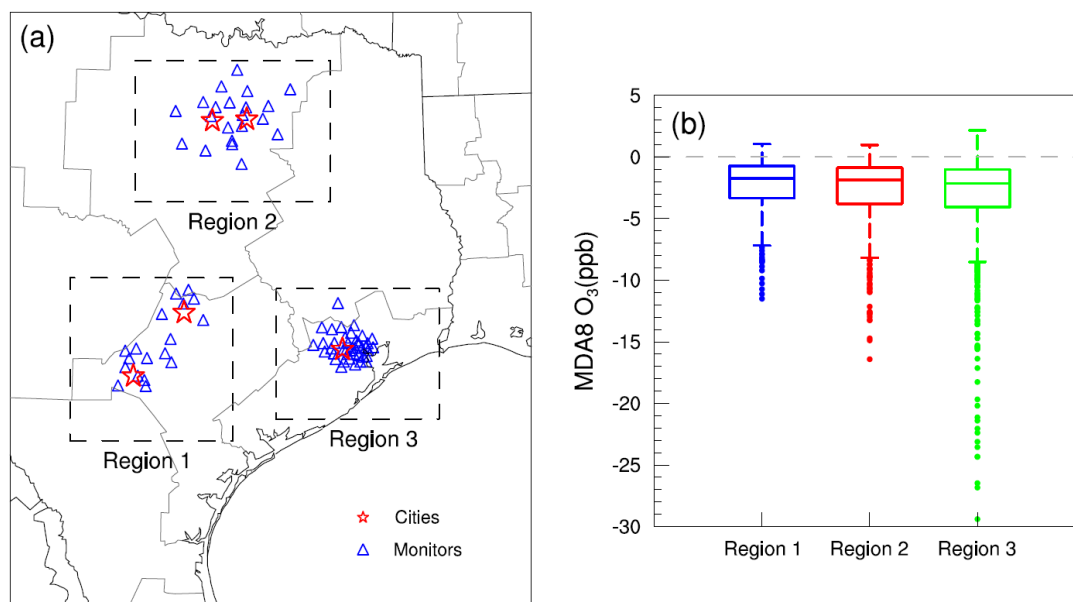 (a)
Region 2
Region 1
Region 3
Cities
Monitors
(b)
MDA8 O₃(ppb)
5
0
-5
-10
-15
-20
-25
-30
Region 1
Region 2
Region 3